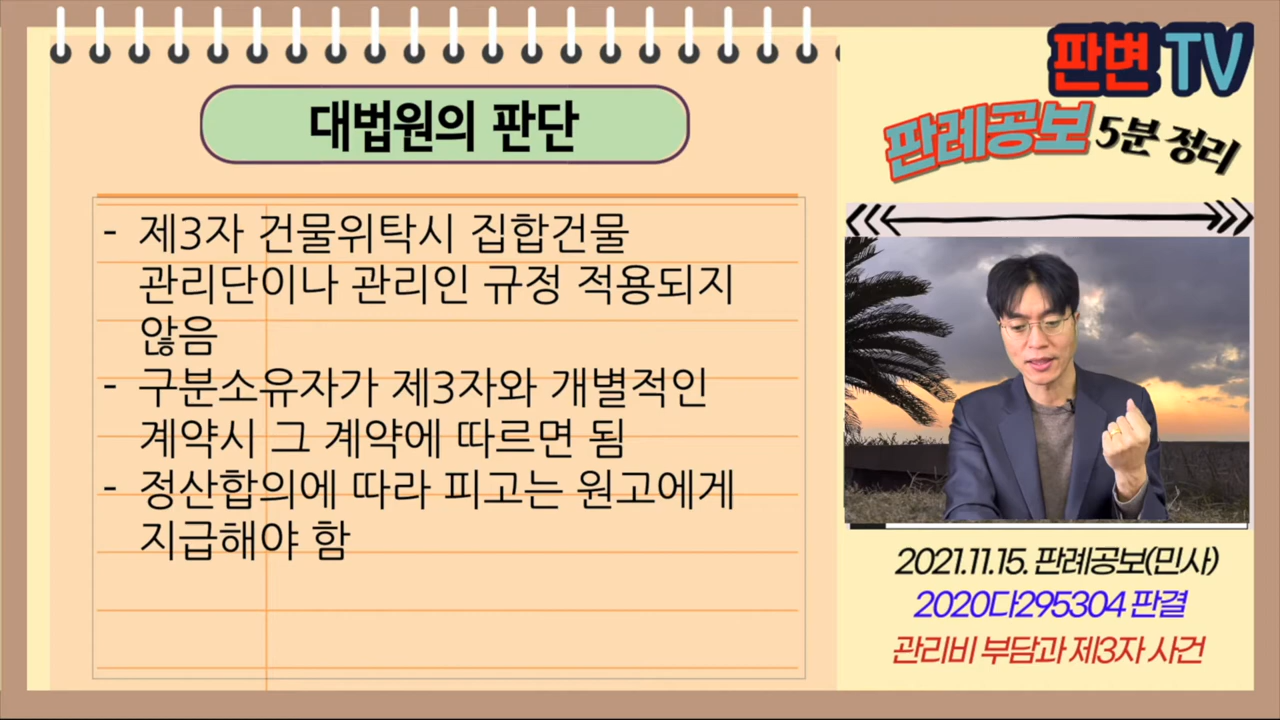 판변 TV
판례공보 5분 정리
대법원의 판단
- 제3자 건물위탁시 집합건물
관리단이나 관리인 규정 적용되지
않음
- 구분소유자가 제3자와 개별적인
계약시 그 계약에 따르면 됨
- 정산합의에 따라 피고는 원고에게
지급해야 함
2021.11.15. 판례공보(민사)
2020다295304 판결
관리비 부담과 제3자 사건